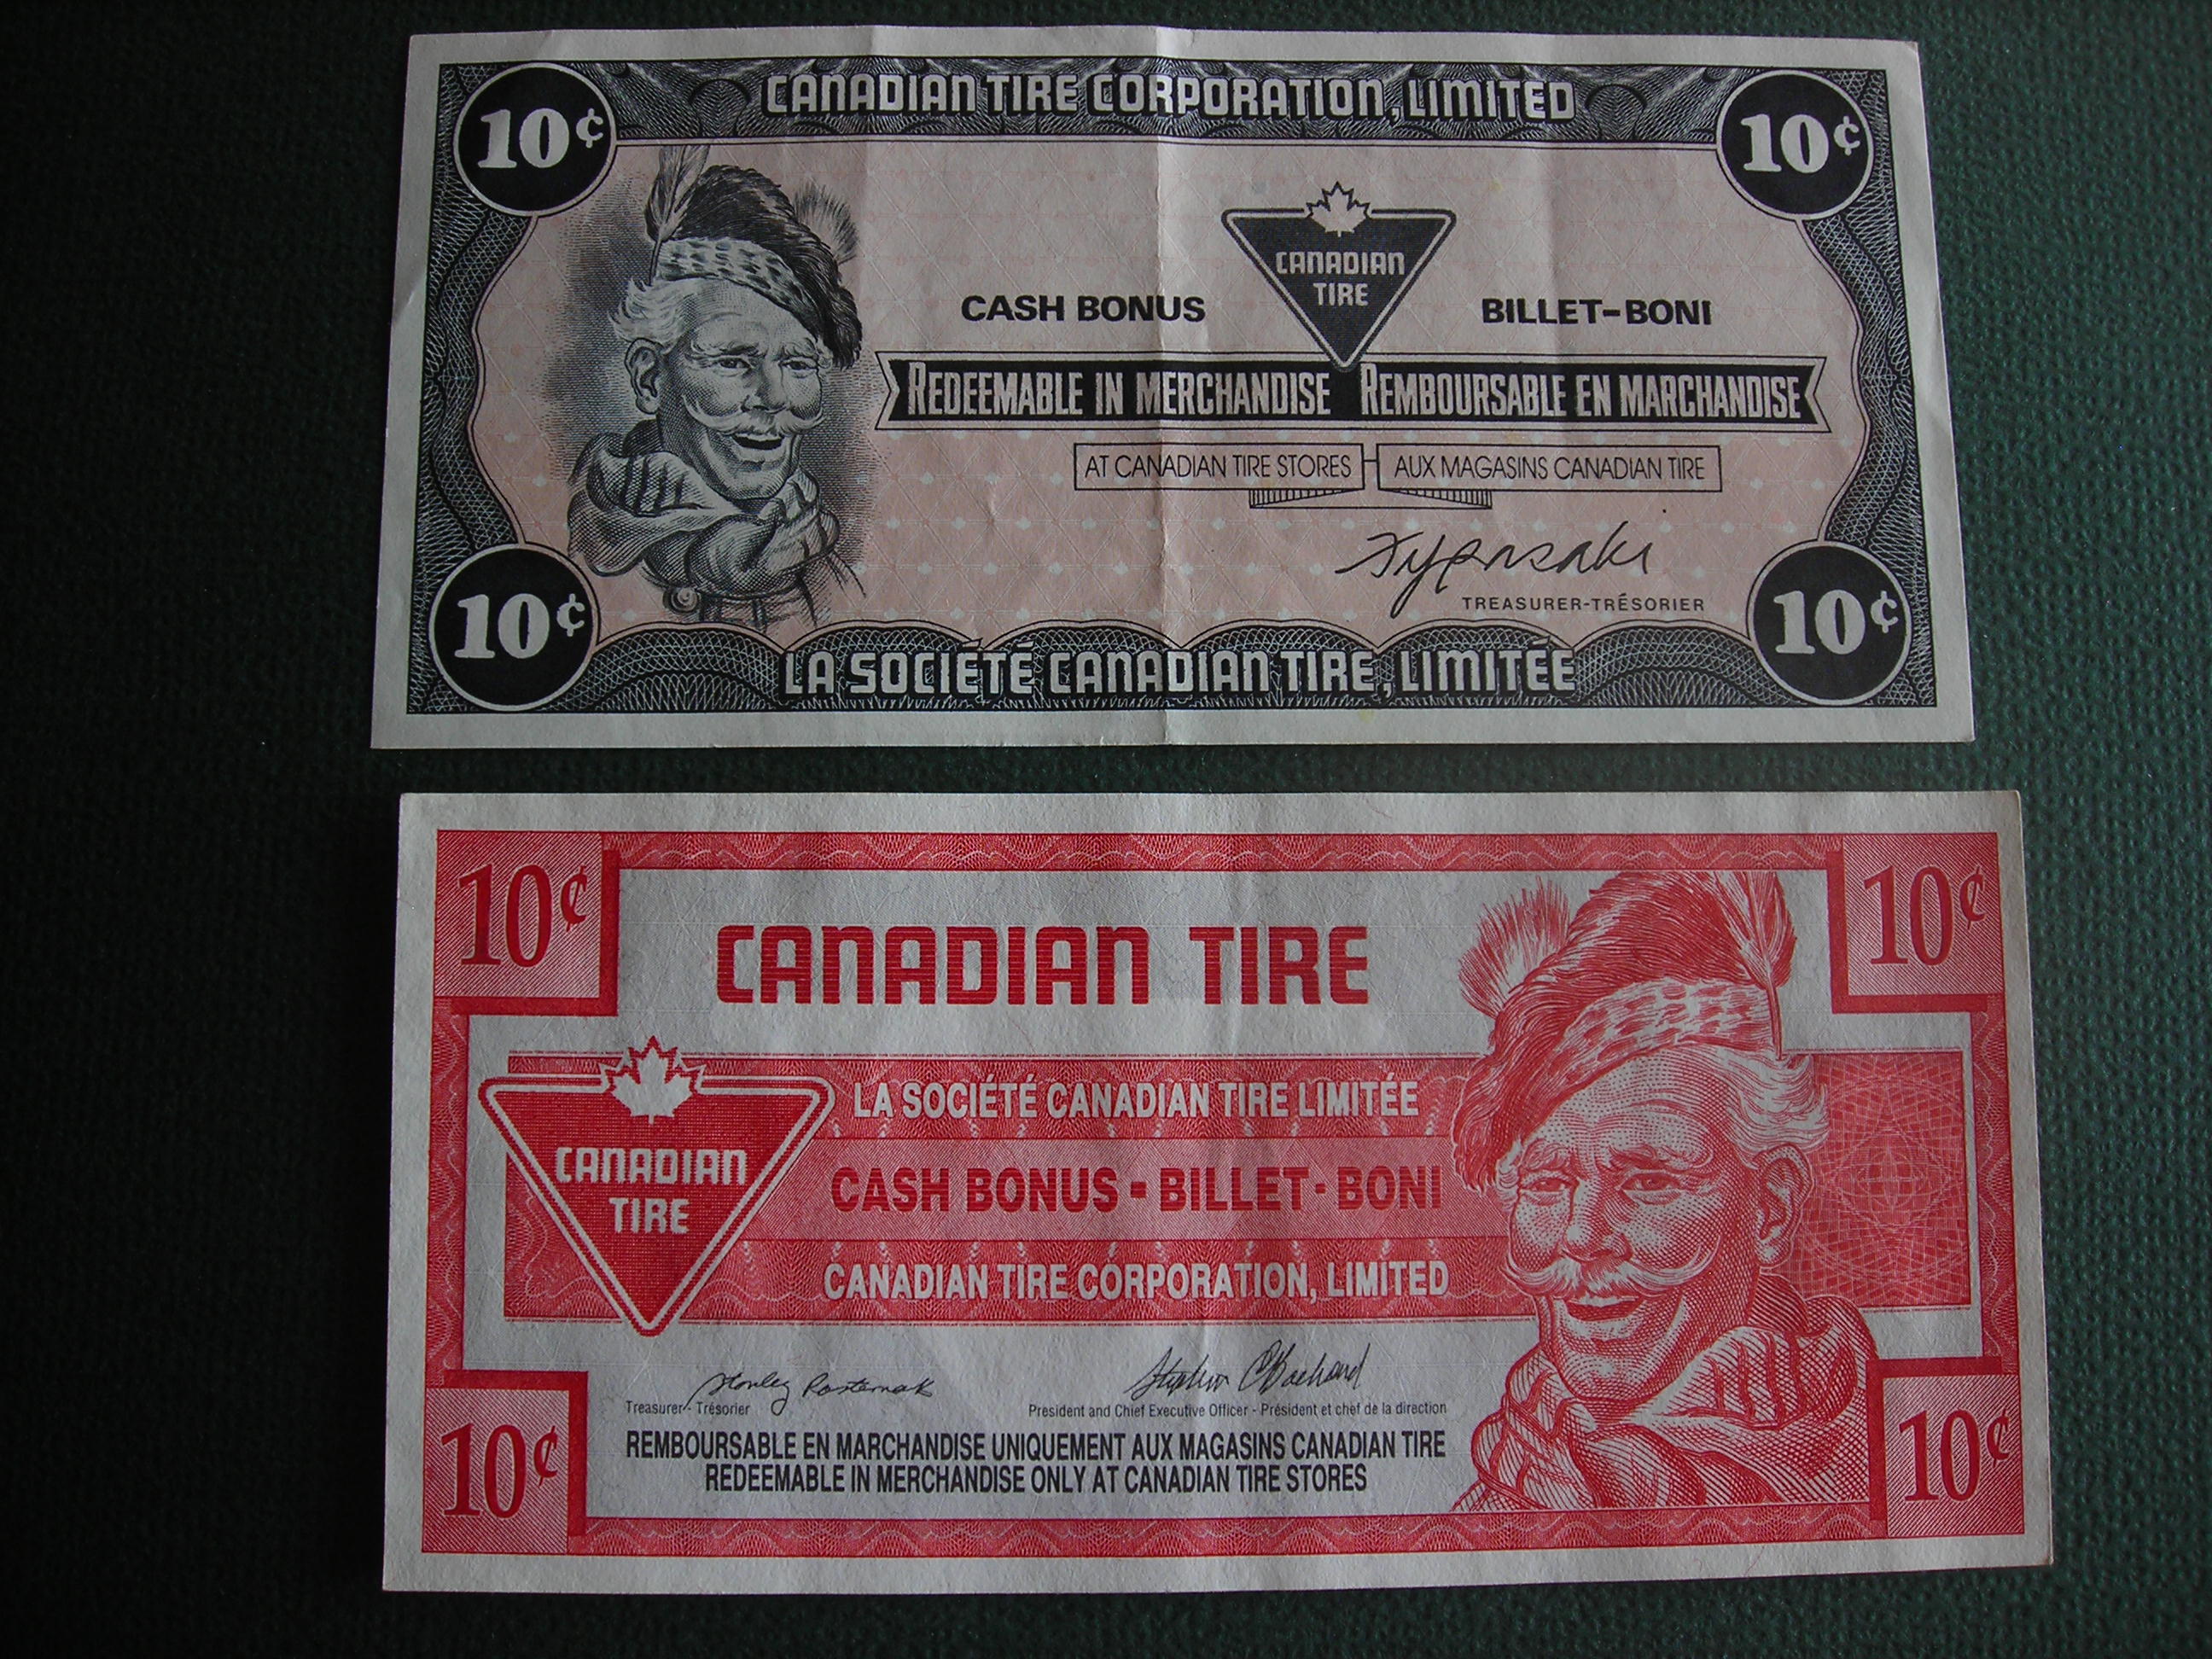 10¢ CANADIAN TIRE CORPORATION, LIMITED 10¢
CANADIAN
TIRE
CASH BONUS BILLET-BONI
REDEEMABLE IN MERCHANDISE REMBOURSABLE EN MARCHANDISE
AT CANADIAN TIRE STORES AUX MAGASINS CANADIAN TIRE
TREASURER-TRÉSORIER
10¢ LA SOCIÉTÉ CANADIAN TIRE, LIMITÉE 10¢
10¢ 10¢
CANADIAN TIRE
LA SOCIÉTÉ CANADIAN TIRE LIMITÉE
CANADIAN
TIRE
CASH BONUS ▪ BILLET-BONI
CANADIAN TIRE CORPORATION, LIMITED
Stanley Pasternak Stephen E Bachand
Treasurer - Trésorier President and Chief Executive Officer - Président et chef de la direction
REMBOURSABLE EN MARCHANDISE UNIQUEMENT AUX MAGASINS CANADIAN TIRE
REDEEMABLE IN MERCHANDISE ONLY AT CANADIAN TIRE STORES
10¢ 10¢